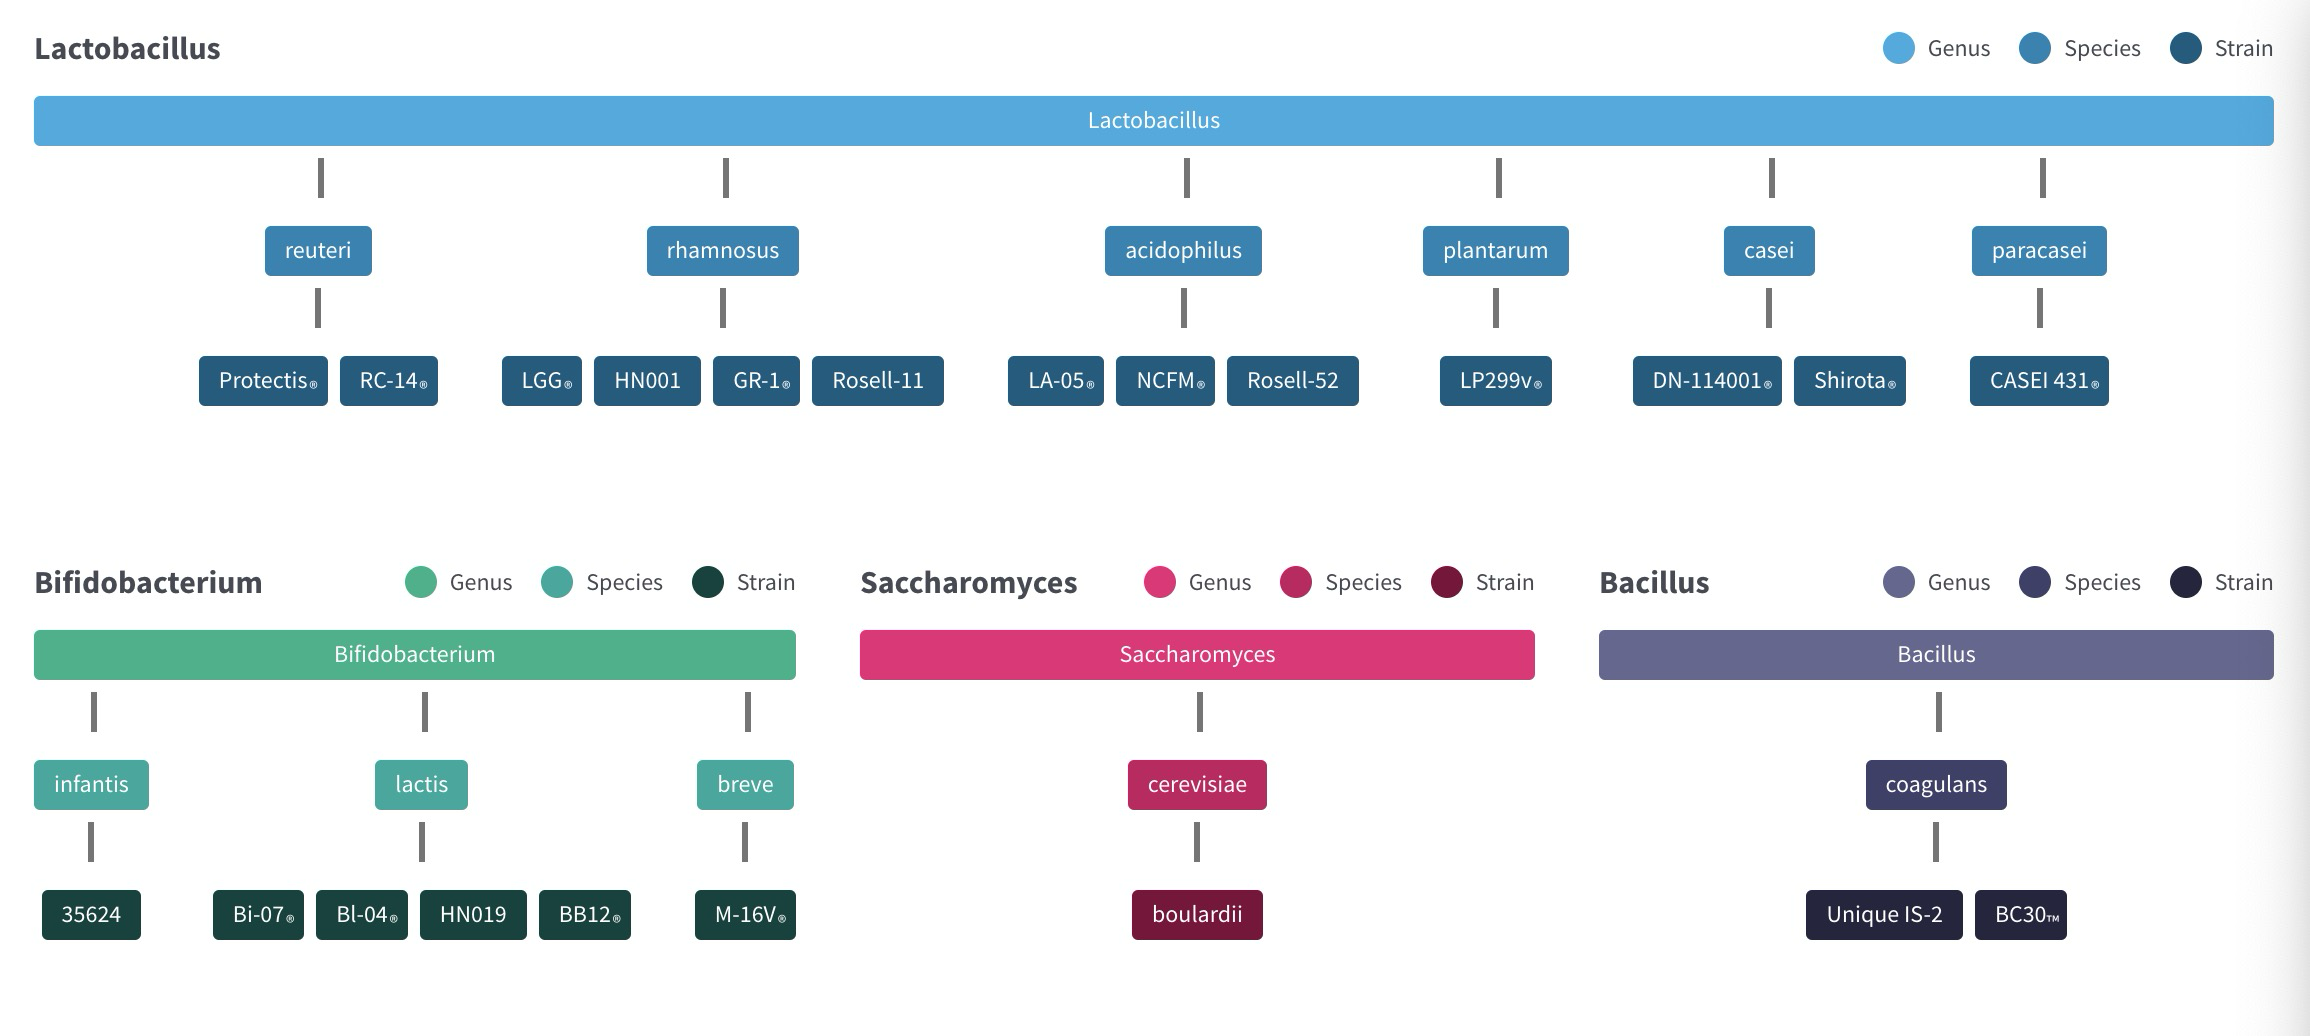 Lactobacillus Genus Species Strain
Lactobacillus
reuteri rhamnosus acidophilus plantarum casei paracasei
Protectis® RC-14® LGG® HN001 GR-1® Rosell-11 LA-05® NCFM® Rosell-52 LP299v® DN-114001® Shirota® CASEI 431®
Bifidobacterium Genus Species Strain
Bifidobacterium
infantis lactis breve
35624 Bi-07® Bl-04® HN019 BB12® M-16V®
Saccharomyces Genus Species Strain
Saccharomyces
cerevisiae
boulardii
Bacillus Genus Species Strain
Bacillus
coagulans
Unique IS-2 BC30™